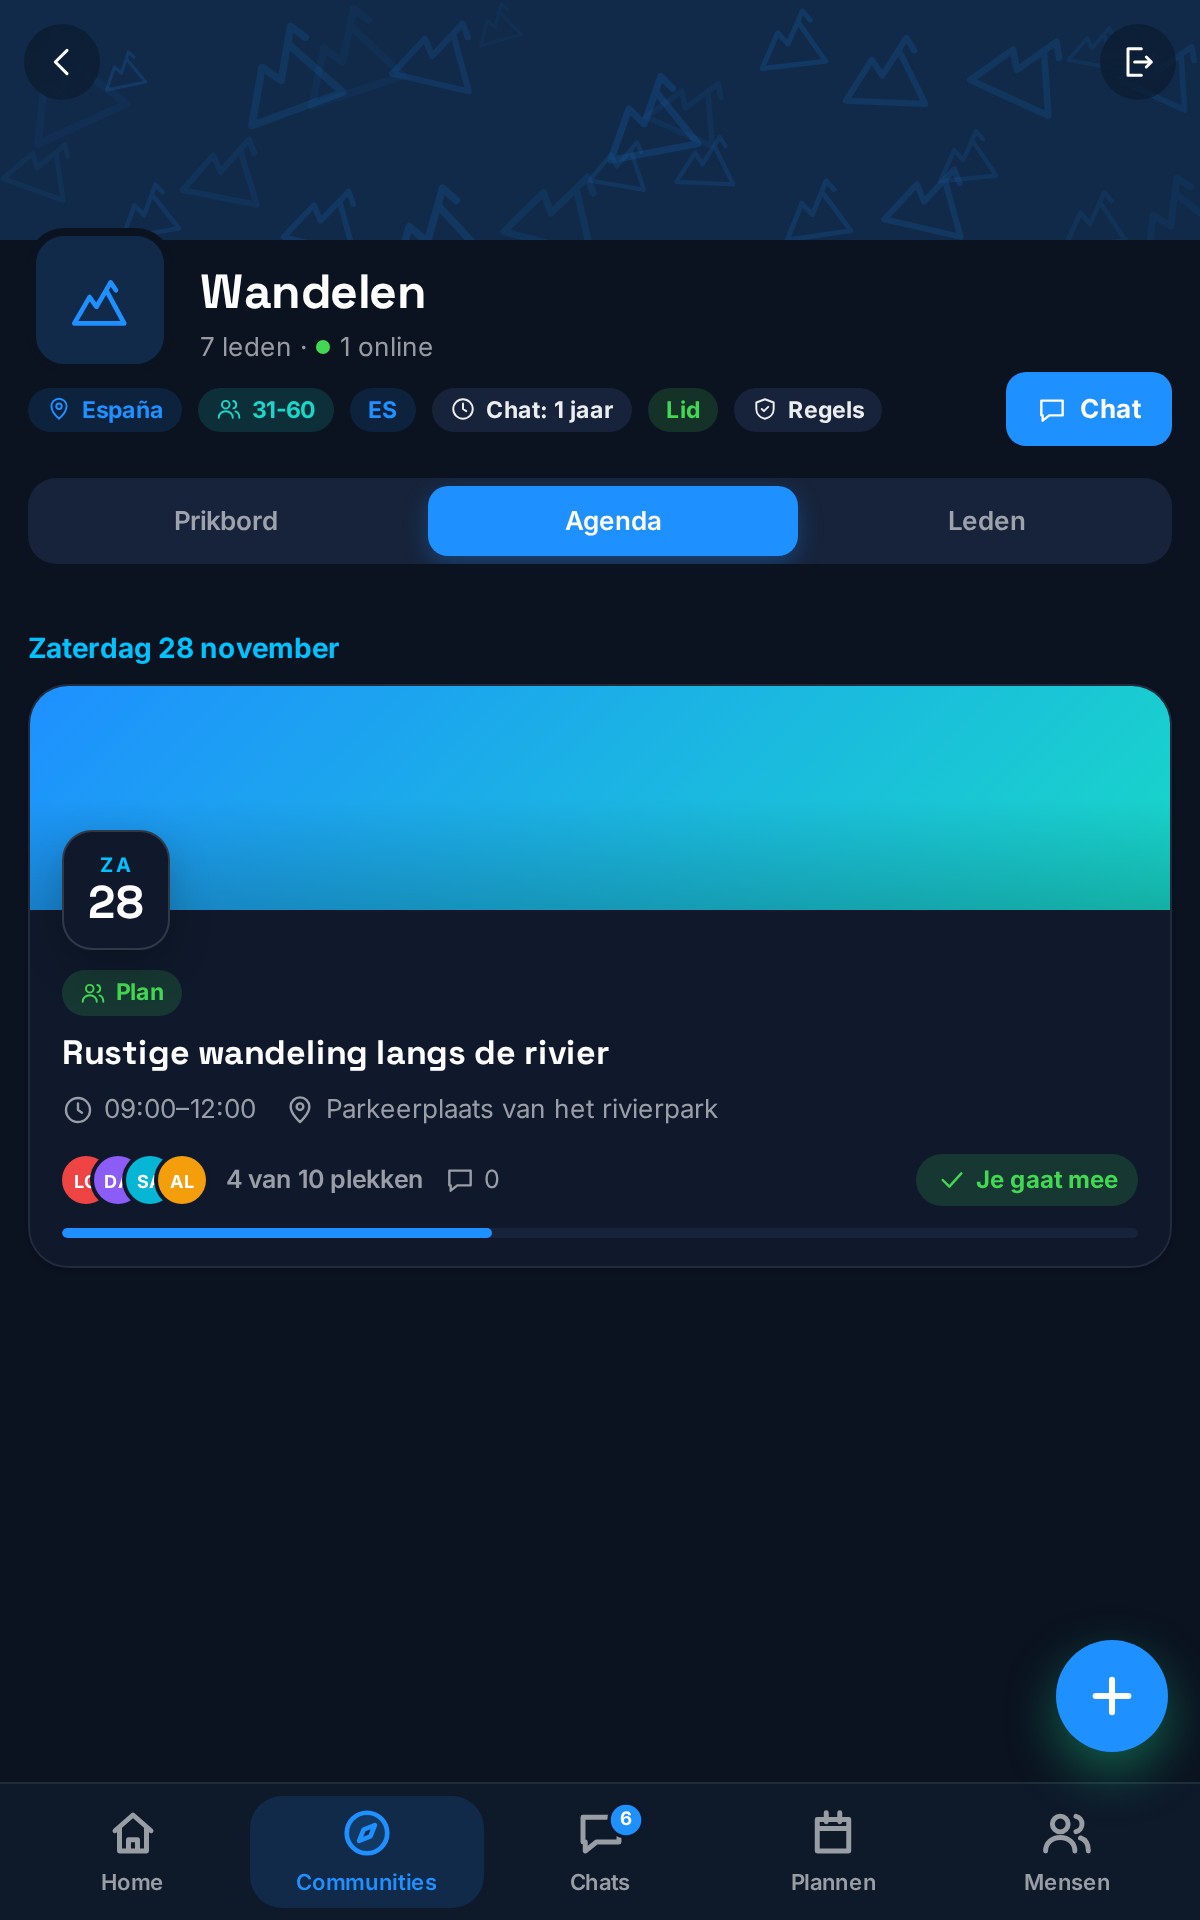 Wandelen
7 leden · 1 online
España 31-60 ES Chat: 1 jaar Lid Regels Chat
Prikbord Agenda Leden
Zaterdag 28 november
ZA
28
Plan
Rustige wandeling langs de rivier
09:00–12:00 Parkeerplaats van het rivierpark
AL 4 van 10 plekken 0 Je gaat mee
6
Home Communities Chats Plannen Mensen